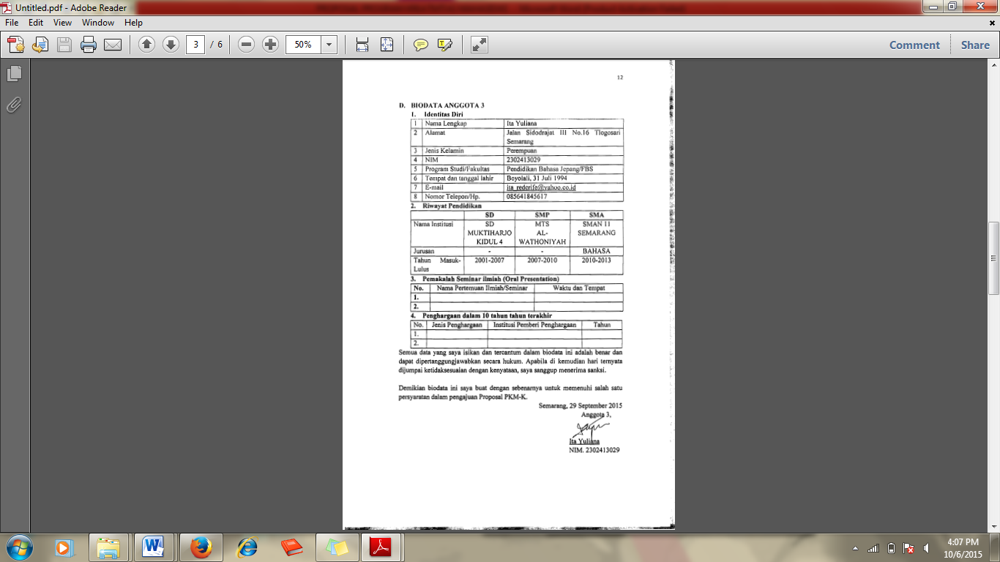 Untitled.pdf - Adobe Reader
File Edit View Window Help
3 / 6 50% Comment Share
12
D. BIODATA ANGGOTA 3
1. Identitas Diri
1 Nama Lengkap Ita Yuliana
2 Alamat Jalan Sidodrajat III No.16 Tlogosari
Semarang
3 Jenis Kelamin Perempuan
4 NIM 2302413029
5 Program Studi/Fakultas Pendidikan Bahasa Jepang/FBS
6 Tempat dan tanggal lahir Boyolali, 31 Juli 1994
7 E-mail ita_redcrife@yahoo.co.id
8 Nomor Telepon/Hp. 085641845617
2. Riwayat Pendidikan
SD SMP SMA
Nama Institusi SD MTS SMAN 11
MUKTIHARJO AL- SEMARANG
KIDUL 4 WATHONIYAH
Jurusan - - BAHASA
Tahun Masuk- 2001-2007 2007-2010 2010-2013
Lulus
3. Pemakalah Seminar ilmiah (Oral Presentation)
No. Nama Pertemuan Ilmiah/Seminar Waktu dan Tempat
1.
2.
4. Penghargaan dalam 10 tahun tahun terakhir
No. Jenis Penghargaan Institusi Pemberi Penghargaan Tahun
1.
2.
Semua data yang saya isikan dan tercantum dalam biodata ini adalah benar dan
dapat dipertanggungjawabkan secara hukum. Apabila di kemudian hari ternyata
dijumpai ketidaksesuaian dengan kenyataan, saya sanggup menerima sanksi.
Demikian biodata ini saya buat dengan sebenarnya untuk memenuhi salah satu
persyaratan dalam pengajuan Proposal PKM-K.
Semarang, 29 September 2015
Anggota 3,
Ita Yuliana
NIM. 2302413029
4:07 PM
10/6/2015